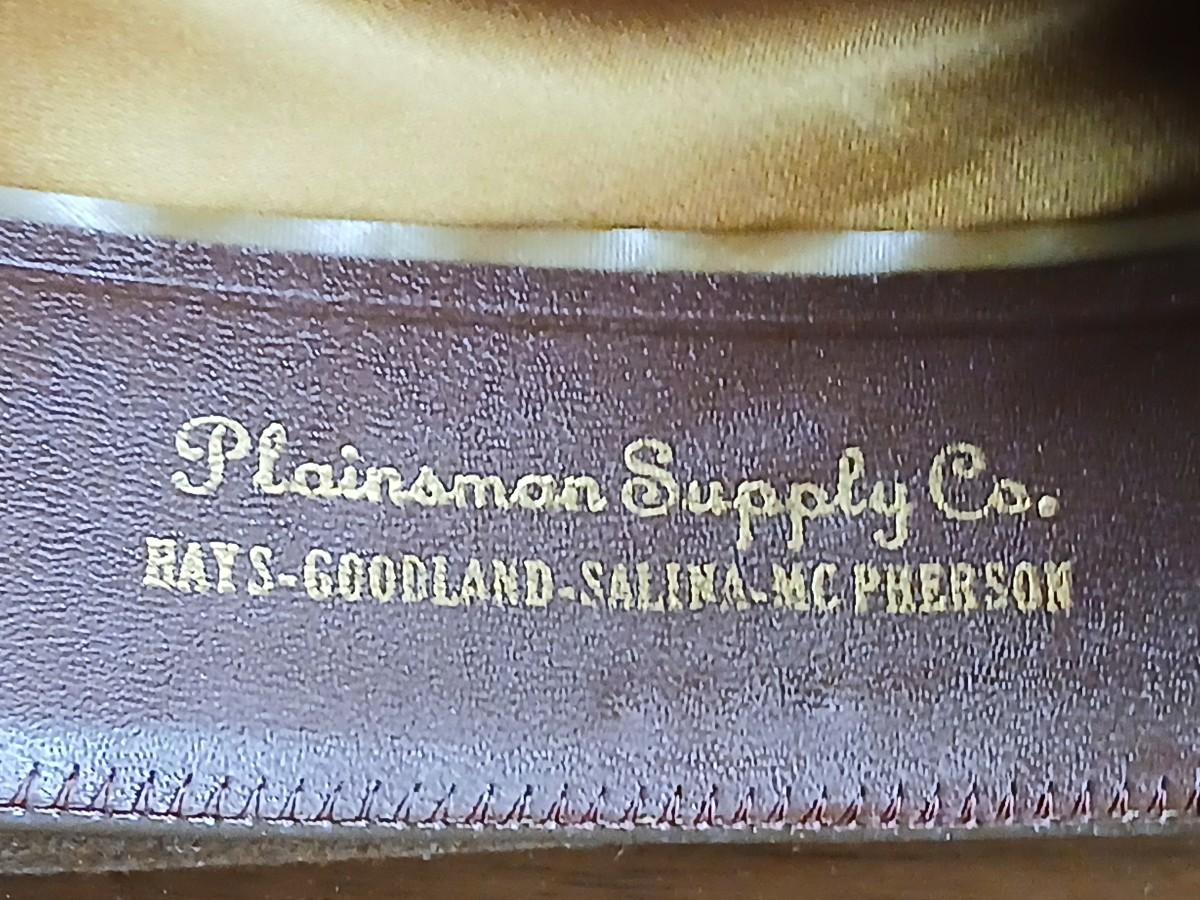 Plainsman Supply Co.
HAYS-GOODLAND-SALINA-MC PHERSON